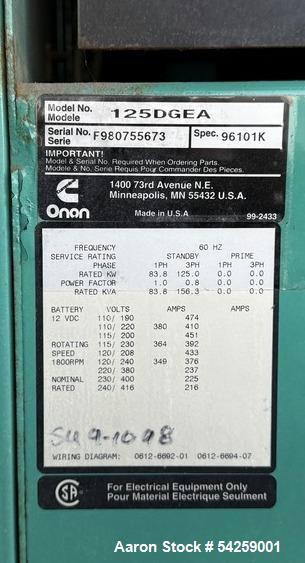 Model No. 125DGEA
Modele
Serial No. F980755673 Spec. 96101K
Serie
IMPORTANT!
Model & Serial No. Required When Ordering Parts.
Modele & No. Serie Requis Pour Commander Des Pieces.
1400 73rd Avenue N.E.
Minneapolis, MN 55432 U.S.A.
Onan
Made in U.S.A 99-2433
FREQUENCY 60 HZ
SERVICE RATING STANDBY PRIME
PHASE 1PH 3PH 1PH 3PH
RATED KW 83.8 125.0 0.0 0.0
POWER FACTOR 1.0 0.8 0.0 0.0
RATED KVA 83.8 156.3 0.0 0.0
BATTERY VOLTS AMPS AMPS
12 VDC 110/ 190 474
110/ 220 380 410
115/ 200 451
ROTATING 115/ 230 364 392
SPEED 120/ 208 433
1800RPM 120/ 240 349 376
220/ 380 237
NOMINAL 230/ 400 225
RATED 240/ 416 216
WIRING DIAGRAM: 0612-6692-01 0612-6694-07
For Electrical Equipment Only
Pour Material Electrique Seulment
Aaron Stock # 54259001